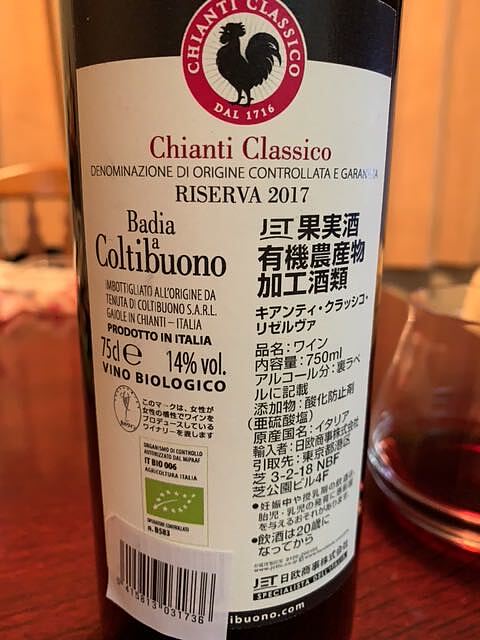 CHIANTI CLASSICO
DAL 1716
Chianti Classico
DENOMINAZIONE DI ORIGINE CONTROLLATA E GARANTITA
RISERVA 2017
Badia
a
Coltibuono
IMBOTTIGLIATO ALL'ORIGINE DA
TENUTA DI COLTIBUONO S.A.R.L.
GAIOLE IN CHIANTI – ITALIA
PRODOTTO IN ITALIA
75cl e 14% vol.
VINO BIOLOGICO
このマークは、女性が
女性の感性でワインを
プロデュースしている
ワイナリーを表します
ORGANISMO DI CONTROLLO
AUTORIZZATO DAL MiPAAF
IT BIO 006
AGRICOLTURA ITALIA
OPERATORE CONTROLLATO
n. B583
8 415613 031736
JET 果実酒
有機農産物
加工酒類
キアンティ・クラッシコ・
リゼルヴァ
品名：ワイン
内容量：750ml
アルコール分：裏ラベ
ルに記載
添加物：酸化防止剤
(亜硫酸塩)
原産国名：イタリア
輸入者：日欧商事株式会社
引取先：東京都港区
芝 3-2-18 NBF
芝公園ビル4F
●妊娠中や授乳期の飲酒は、
胎児・乳児の発育に悪影響
を与えるおそれがあります。
●飲酒は20歳に
なってから
JET 日欧商事株式会社
SPECIALISTA DELL'ITALIA
ltibuono.com